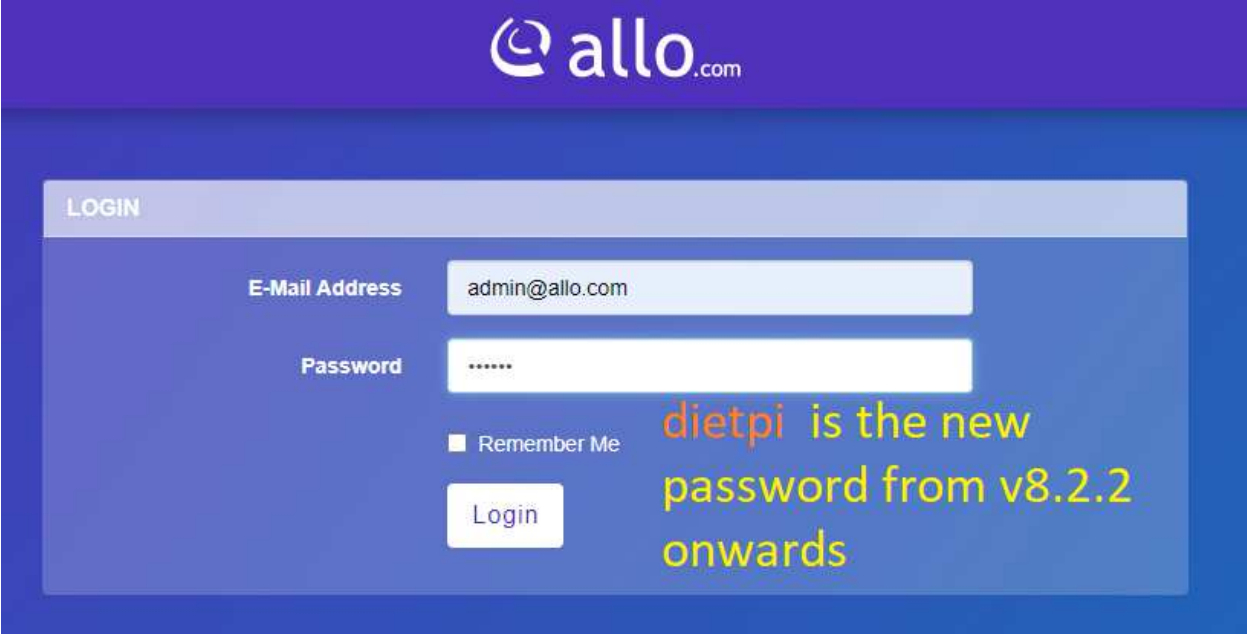 allo.com
LOGIN
E-Mail Address admin@allo.com
Password ••••••
Remember Me
Login
dietpi is the new
password from v8.2.2
onwards